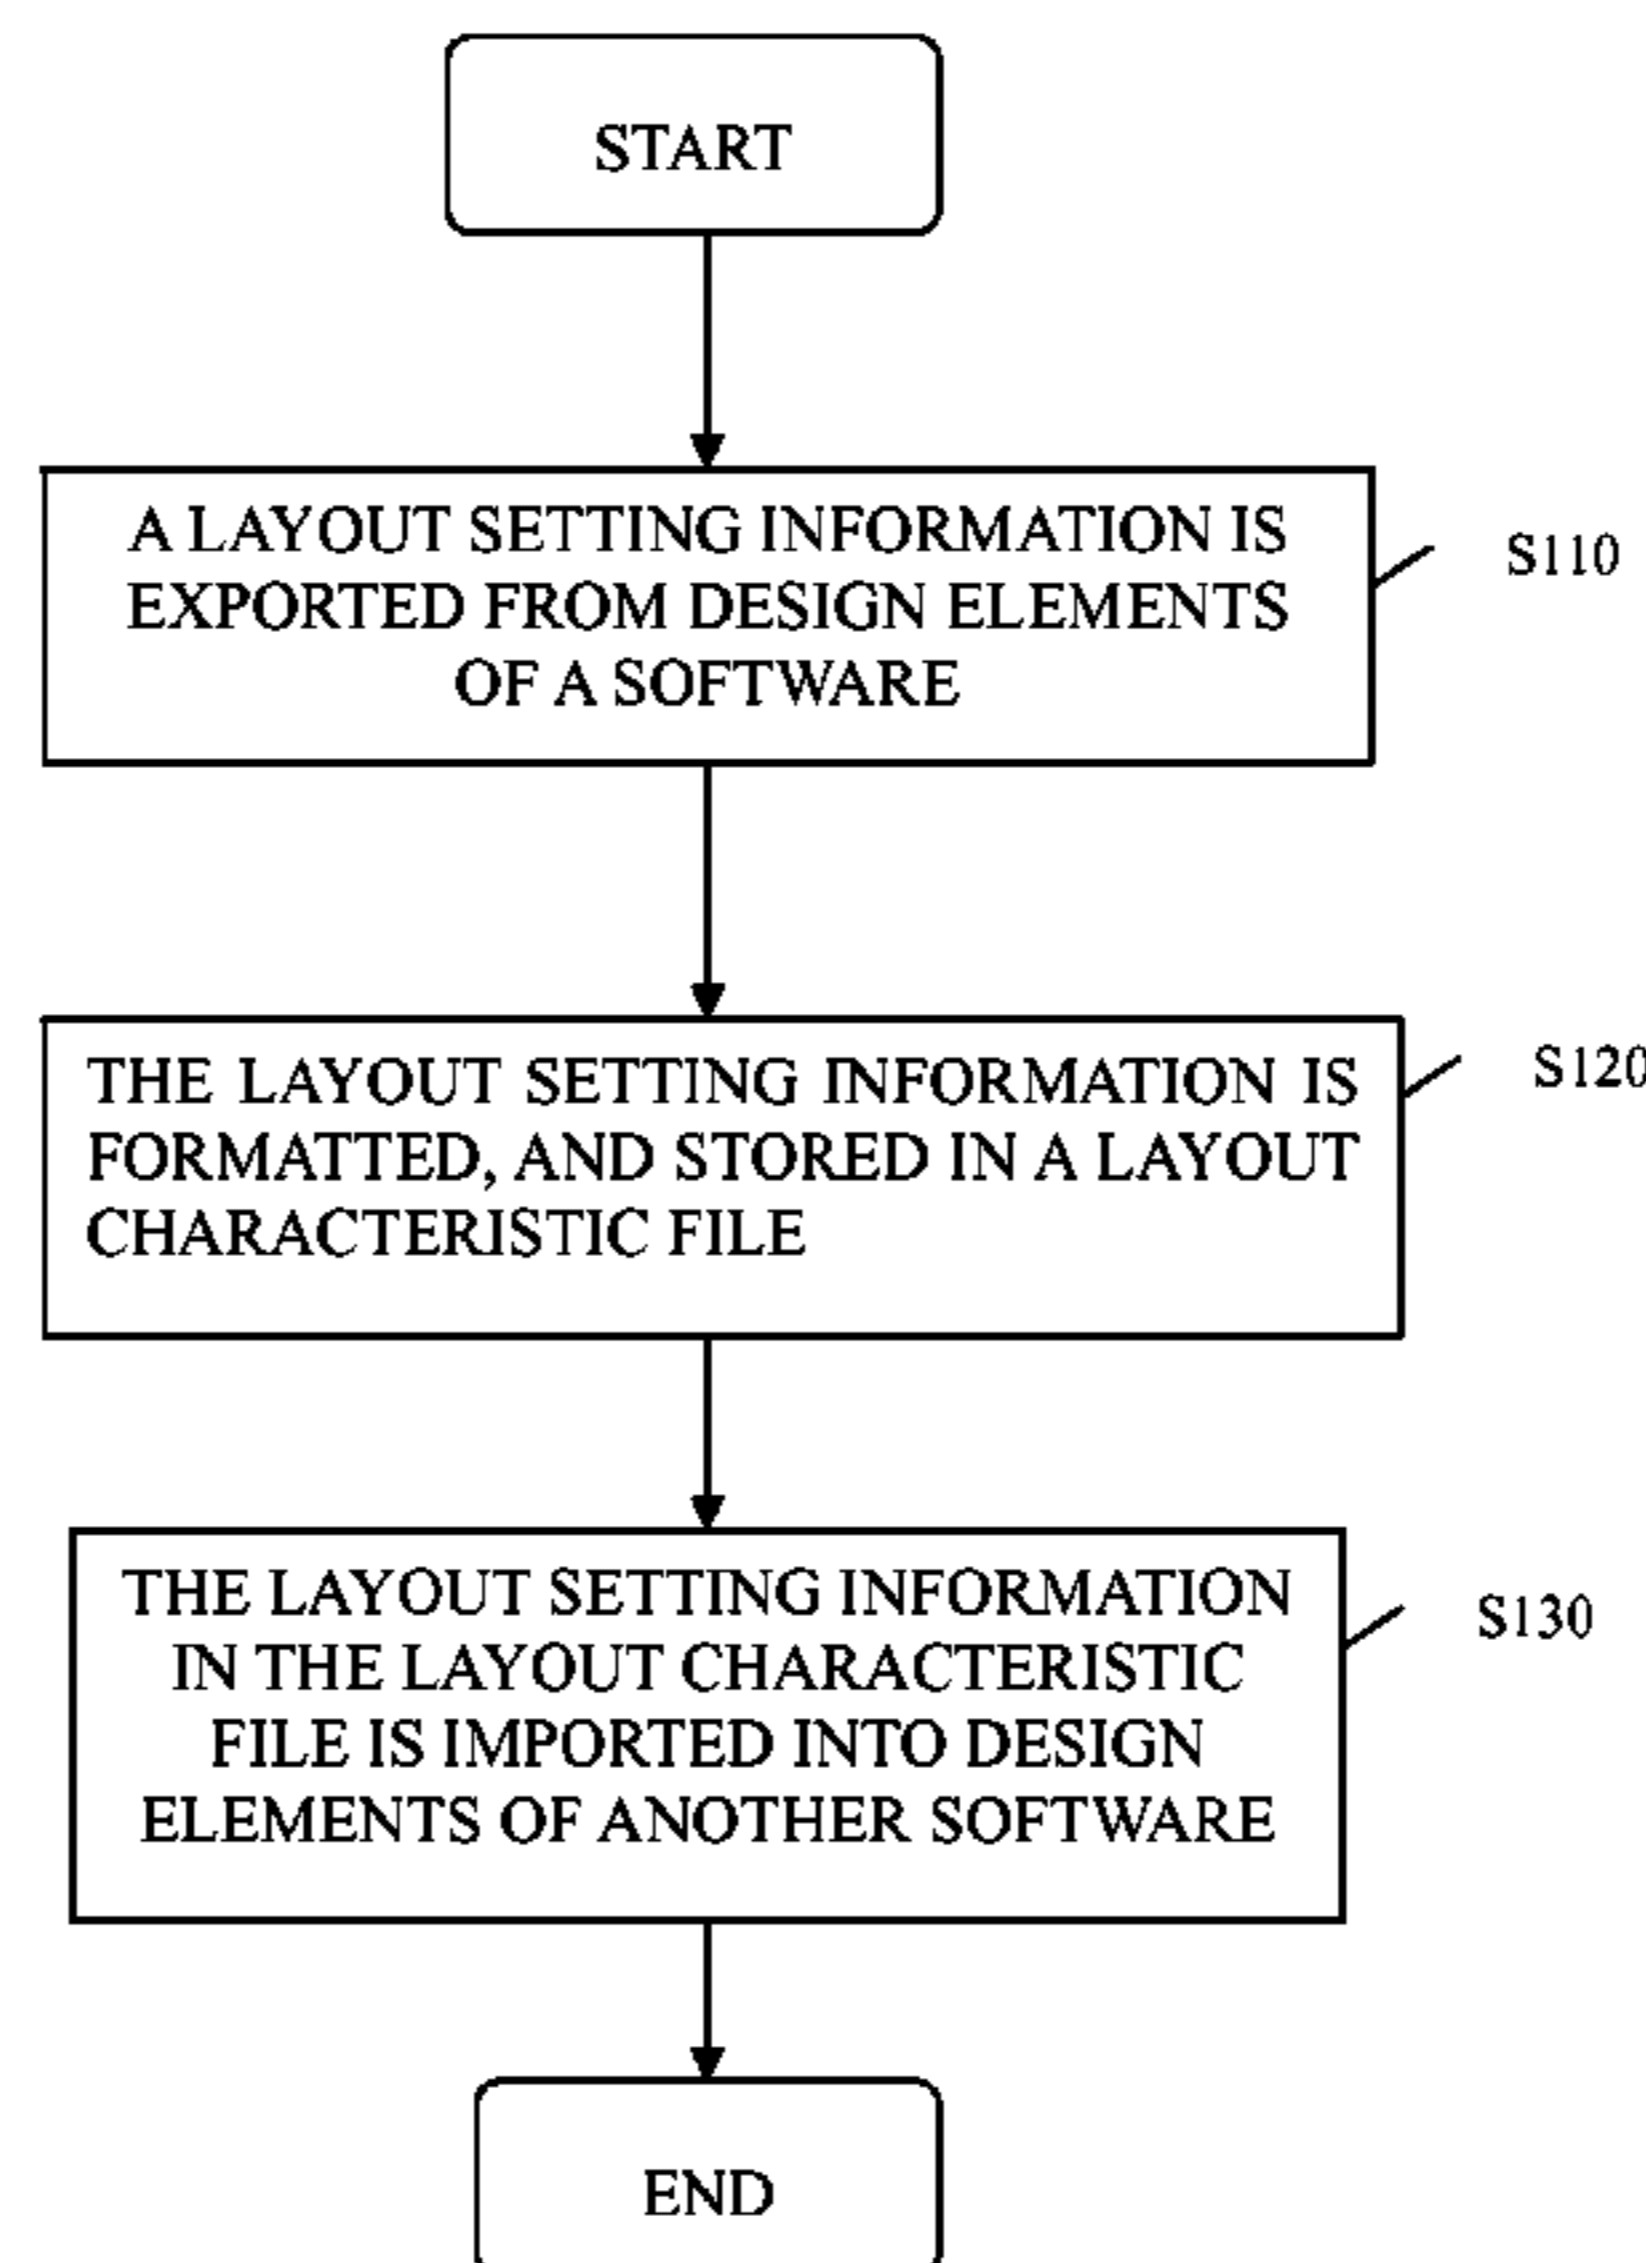 START
A LAYOUT SETTING INFORMATION IS
EXPORTED FROM DESIGN ELEMENTS
OF A SOFTWARE
S110
THE LAYOUT SETTING INFORMATION IS
FORMATTED, AND STORED IN A LAYOUT
CHARACTERISTIC FILE
S120
THE LAYOUT SETTING INFORMATION
IN THE LAYOUT CHARACTERISTIC
FILE IS IMPORTED INTO DESIGN
ELEMENTS OF ANOTHER SOFTWARE
S130
END